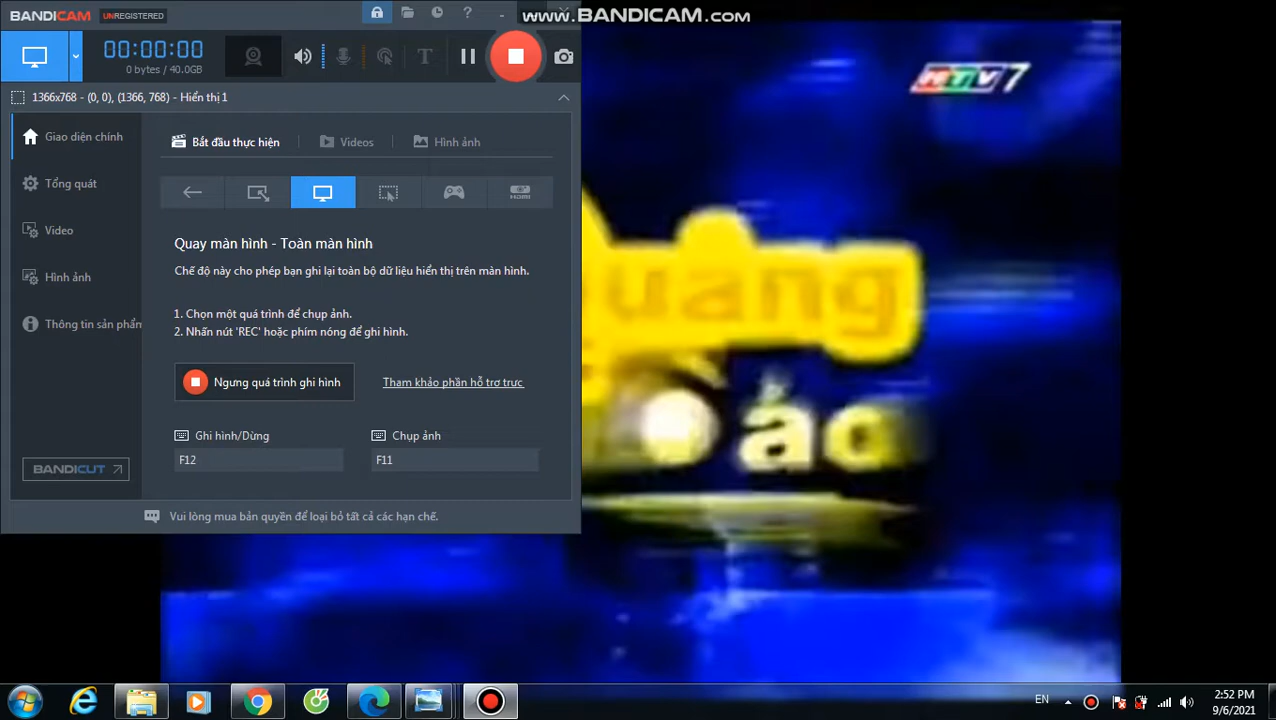 BANDICAM UNREGISTERED
www.BANDICAM.com
00:00:00
0 bytes / 40.0GB
1366x768 - (0, 0), (1366, 768) - Hiển thị 1
Giao diện chính
Tổng quát
Video
Hình ảnh
Thông tin sản phẩn
BANDICUT
Bắt đầu thực hiện
Videos
Hình ảnh
HDMI
Quay màn hình - Toàn màn hình
Chế độ này cho phép bạn ghi lại toàn bộ dữ liệu hiển thị trên màn hình.
1. Chọn một quá trình để chụp ảnh.
2. Nhấn nút 'REC' hoặc phím nóng để ghi hình.
Ngưng quá trình ghi hình
Tham khảo phần hỗ trợ trưc
Ghi hình/Dừng
Chụp ảnh
F12
F11
Vui lòng mua bản quyền để loại bỏ tất cả các hạn chế.
HTV7
EN
2:52 PM
9/6/2021